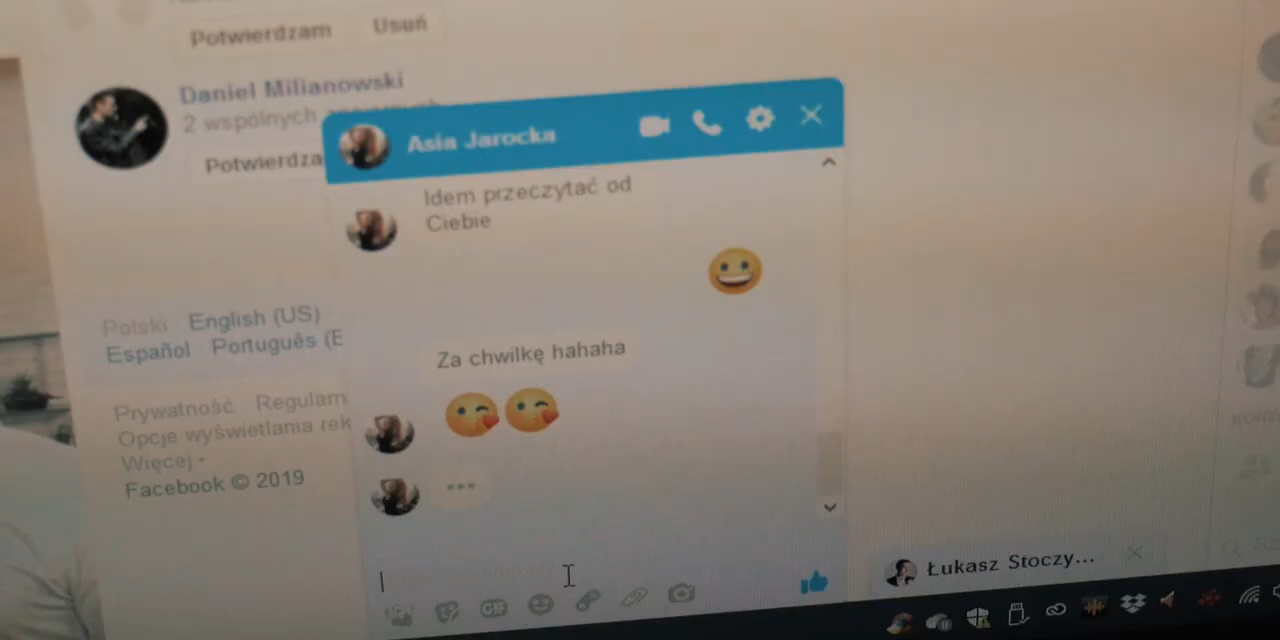 Potwierdzam Usuń
Daniel Milianowski
2 wspólnych
Potwierdza
Asia Jarocka
Idem przeczytać od
Ciebie
Za chwilkę hahaha
Polski English (US)
Español Português (E
Prywatność Regulam
Opcje wyświetlania rek
Więcej
Facebook © 2019
GIF
Łukasz Stoczy...